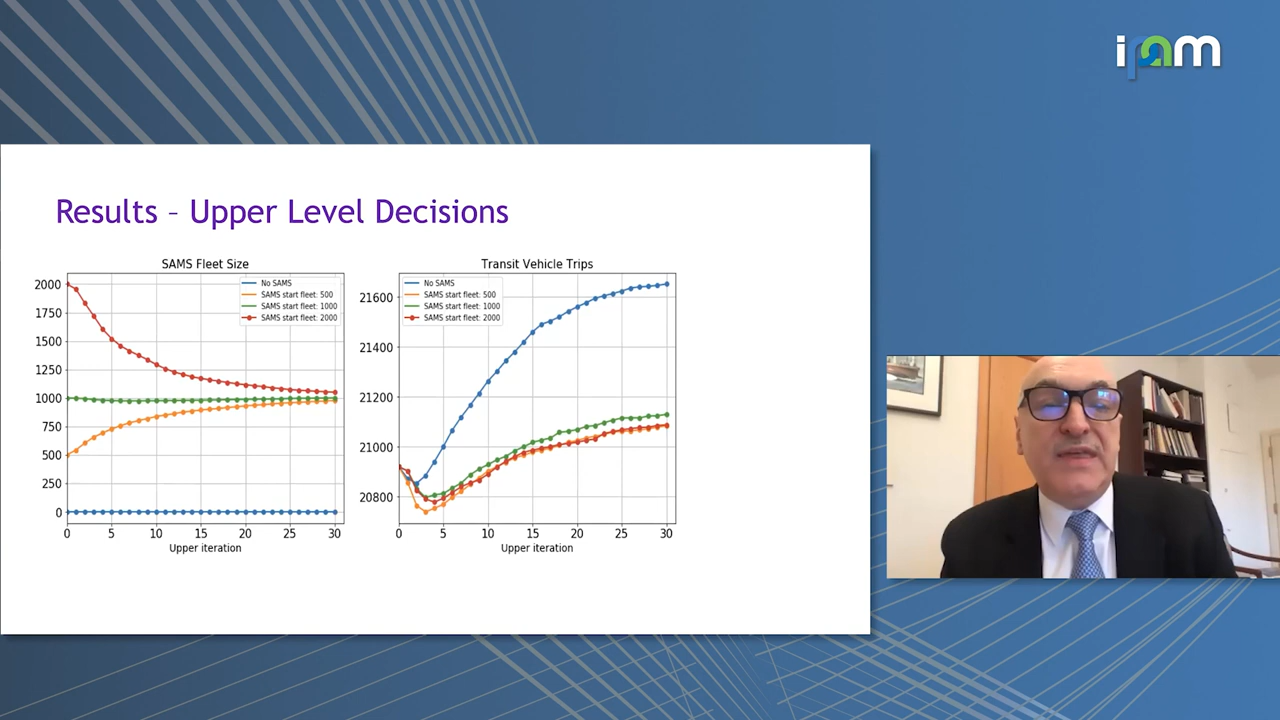 ipam
Results – Upper Level Decisions
SAMS Fleet Size
2000
1750
1500
1250
1000
750
500
250
0
No SAMS
SAMS start fleet: 500
SAMS start fleet: 1000
SAMS start fleet: 2000
0 5 10 15 20 25 30
Upper iteration
Transit Vehicle Trips
21600
21400
21200
21000
20800
No SAMS
SAMS start fleet: 500
SAMS start fleet: 1000
SAMS start fleet: 2000
0 5 10 15 20 25 30
Upper iteration